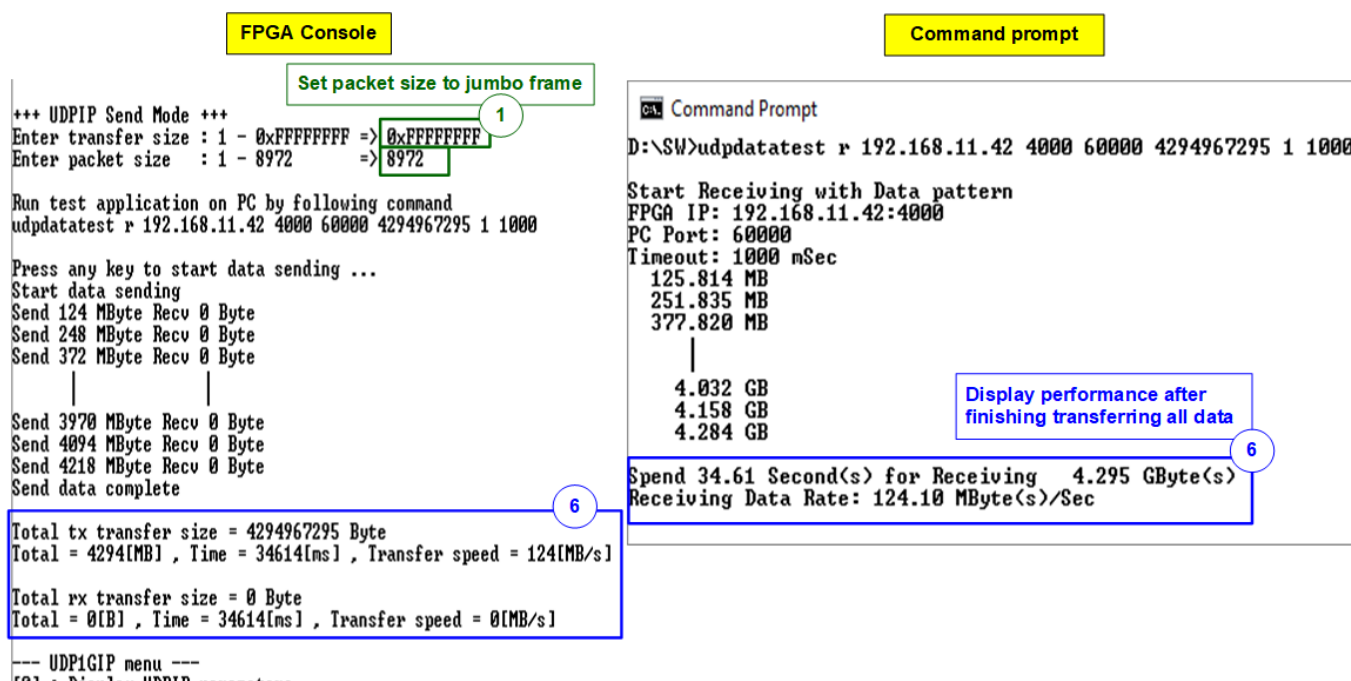 FPGA Console
Set packet size to jumbo frame
1
+++ UDPIP Send Mode +++
Enter transfer size : 1 - 0xFFFFFFFF => 0xFFFFFFFF
Enter packet size : 1 - 8972 => 8972
Run test application on PC by following command
udpdatatest r 192.168.11.42 4000 60000 4294967295 1 1000
Press any key to start data sending ...
Start data sending
Send 124 MByte Recv 0 Byte
Send 248 MByte Recv 0 Byte
Send 372 MByte Recv 0 Byte
Send 3970 MByte Recv 0 Byte
Send 4094 MByte Recv 0 Byte
Send 4218 MByte Recv 0 Byte
Send data complete
6
Total tx transfer size = 4294967295 Byte
Total = 4294[MB] , Time = 34614[ms] , Transfer speed = 124[MB/s]
Total rx transfer size = 0 Byte
Total = 0[B] , Time = 34614[ms] , Transfer speed = 0[MB/s]
--- UDP1GIP menu ---
Command prompt
Command Prompt
D:\SW>udpdatatest r 192.168.11.42 4000 60000 4294967295 1 1000
Start Receiving with Data pattern
FPGA IP: 192.168.11.42:4000
PC Port: 60000
Timeout: 1000 mSec
125.814 MB
251.835 MB
377.820 MB
4.032 GB
4.158 GB
4.284 GB
Display performance after
finishing transferring all data
6
Spend 34.61 Second(s) for Receiving 4.295 GByte(s)
Receiving Data Rate: 124.10 MByte(s)/Sec